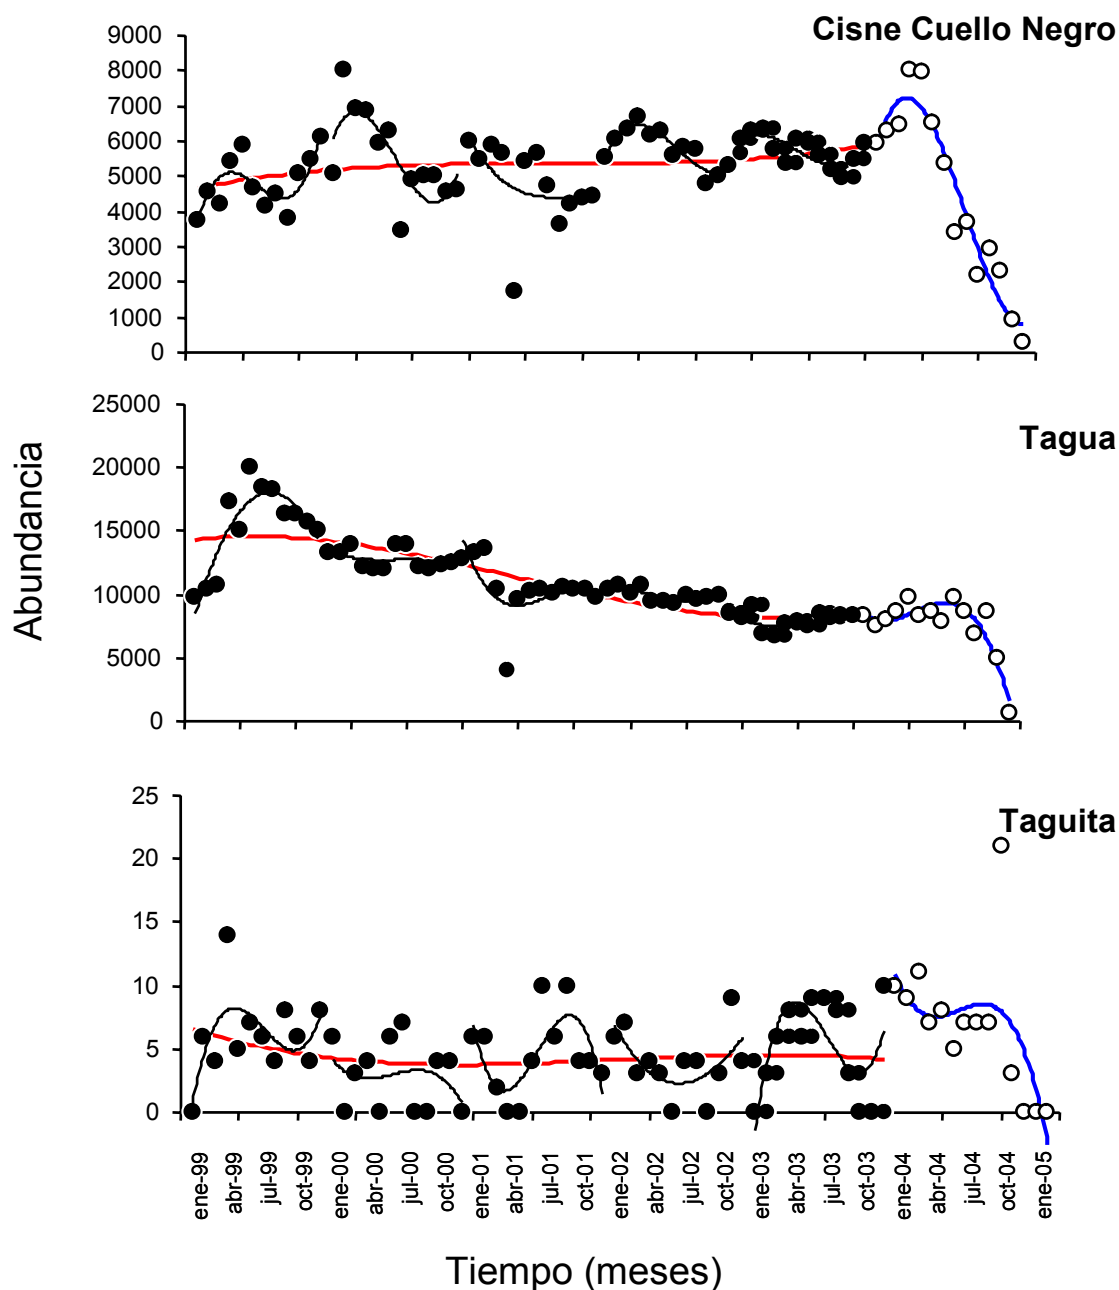 Cisne Cuello Negro
9000
8000
7000
6000
5000
4000
3000
2000
1000
0
Tagua
25000
20000
15000
10000
5000
0
Abundancia
Taguita
25
20
15
10
5
0
ene-99
abr-99
jul-99
oct-99
ene-00
abr-00
jul-00
oct-00
ene-01
abr-01
jul-01
oct-01
ene-02
abr-02
jul-02
oct-02
ene-03
abr-03
jul-03
oct-03
ene-04
abr-04
jul-04
oct-04
ene-05
Tiempo (meses)